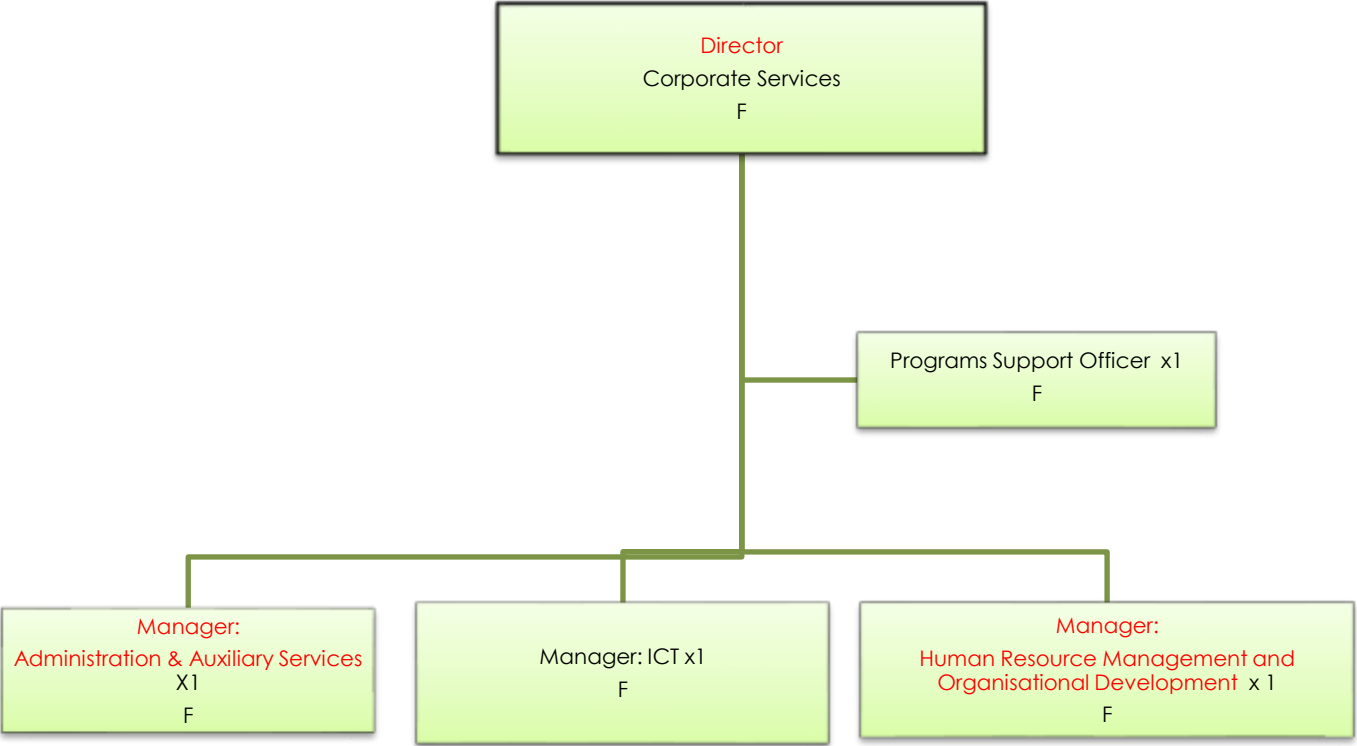 Director
Corporate Services
F
Programs Support Officer x1
F
Manager:
Administration & Auxiliary Services
X1
F
Manager: ICT x1
F
Manager:
Human Resource Management and
Organisational Development x 1
F